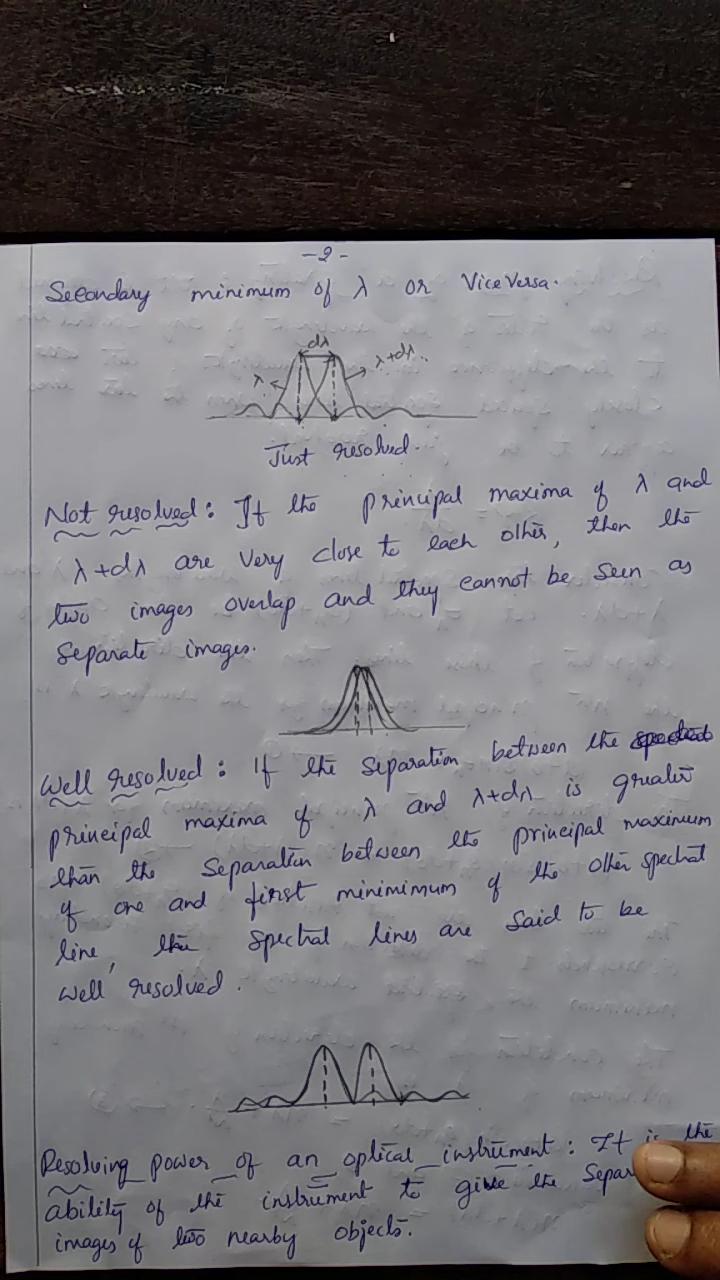 -2-
Secondary minimum of λ or Vice Versa.
dλ
λ
λ+dλ
Just resolved.
Not resolved: If the principal maxima of λ and
λ+dλ are very close to each other, then the
two images overlap and they cannot be seen as
separate images.
Well resolved: If the separation between the
principal maxima of λ and λ+dλ is greater
than the separation between the principal maximum
of one and first minimimum of the other spectral
line, the spectral lines are said to be
well resolved.
Resolving power of an optical instrument: It is the
ability of the instrument to give the
images of two nearby objects.